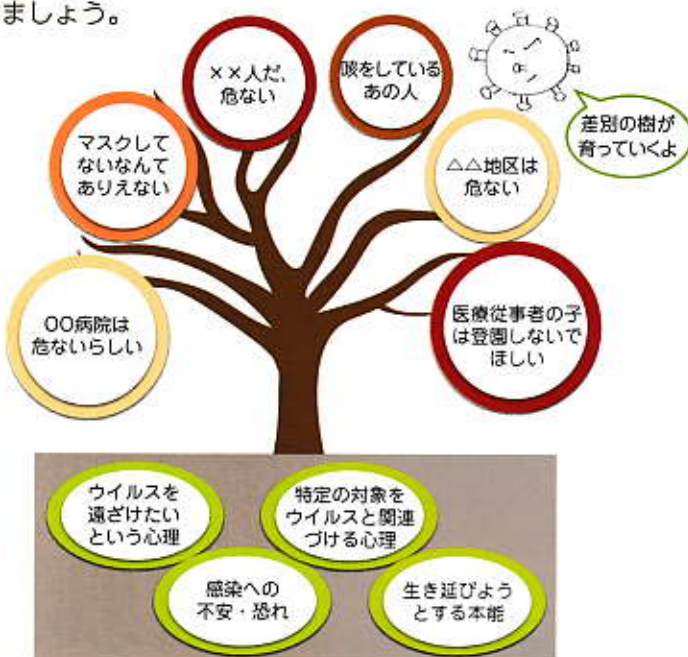 ましょう。
××人だ、
危ない
咳をしている
あの人
差別の樹が
育っていくよ
マスクして
ないなんて
ありえない
△△地区は
危ない
〇〇病院は
危ないらしい
医療従事者の子
は登園しないで
ほしい
ウイルスを
遠ざけたい
という心理
特定の対象を
ウイルスと関連
づける心理
感染への
不安・恐れ
生き延びよう
とする本能